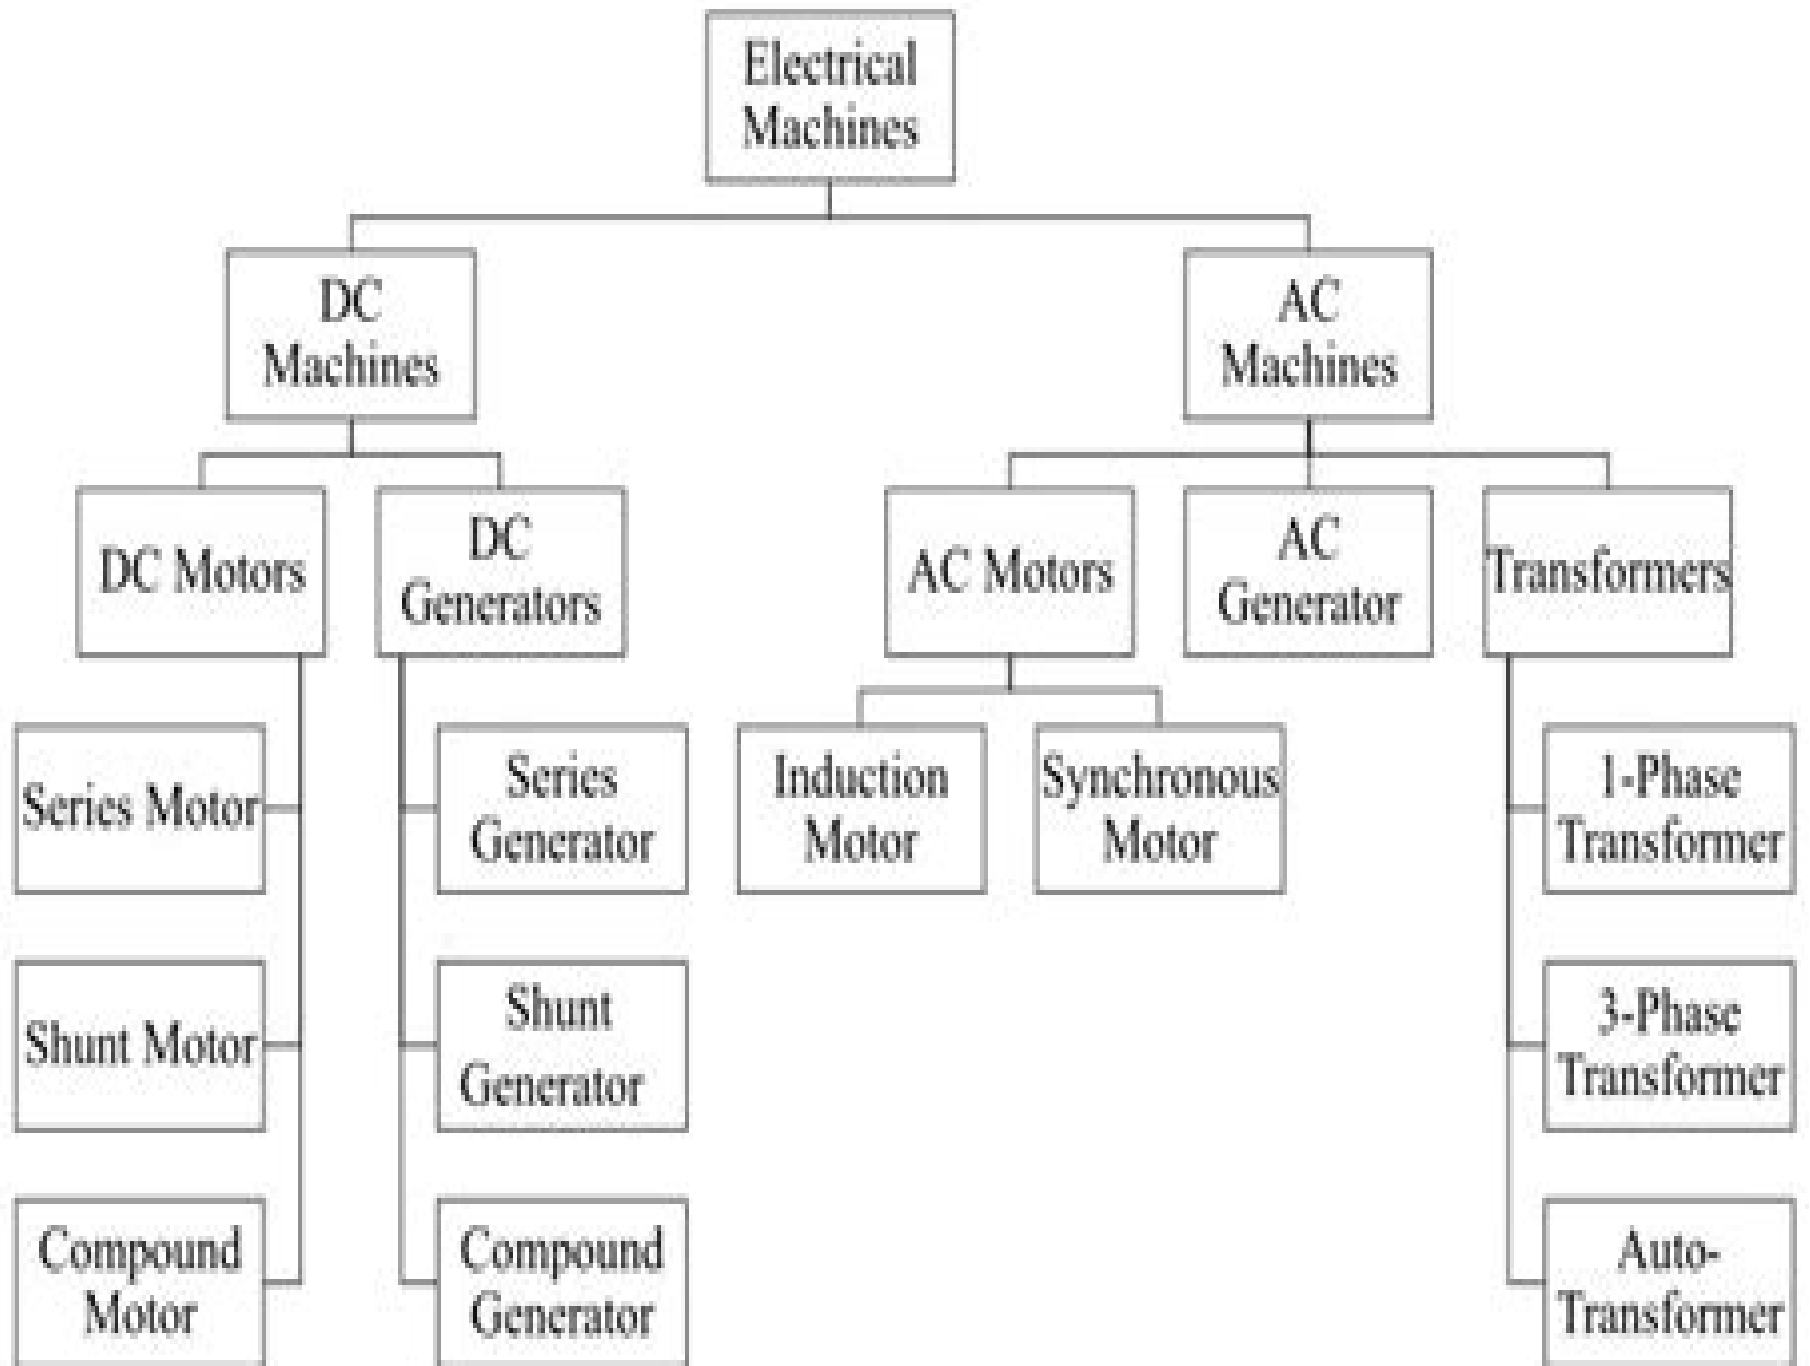 Electrical
Machines
DC
Machines
AC
Machines
DC Motors
DC
Generators
AC Motors
AC
Generator
Transformers
Series Motor
Series
Generator
Induction
Motor
Synchronous
Motor
1-Phase
Transformer
Shunt Motor
Shunt
Generator
3-Phase
Transformer
Compound
Motor
Compound
Generator
Auto-
Transformer